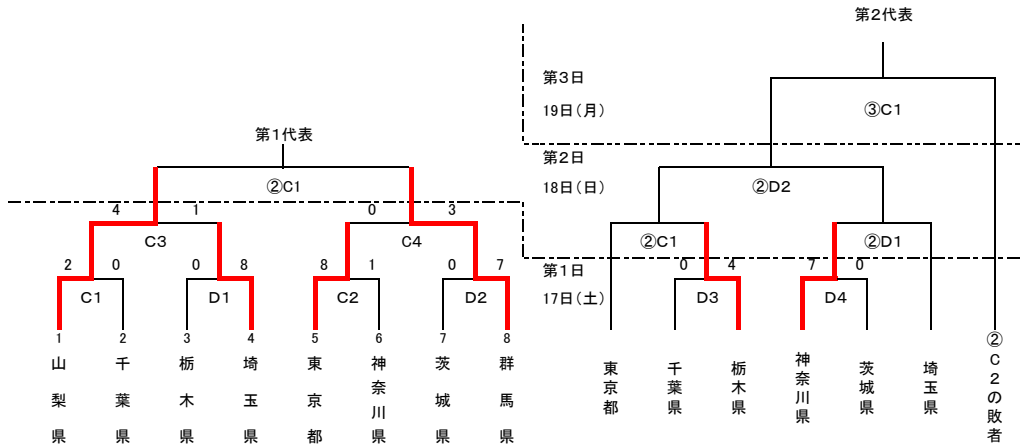 第2代表
第3日
19日(月)
③C1
第1代表
第2日
18日(日)
②C1
②D2
4 1 0 3
C3 C4
②C1 ②D1
第1日
17日(土)
2 0 0 8 8 1 0 7
0 4 7 0
C1 D1 C2 D2
D3 D4
1 2 3 4 5 6 7 8
山梨県
千葉県
栃木県
埼玉県
東京都
神奈川県
茨城県
群馬県
東京都
千葉県
栃木県
神奈川県
茨城県
埼玉県
②C2の敗者